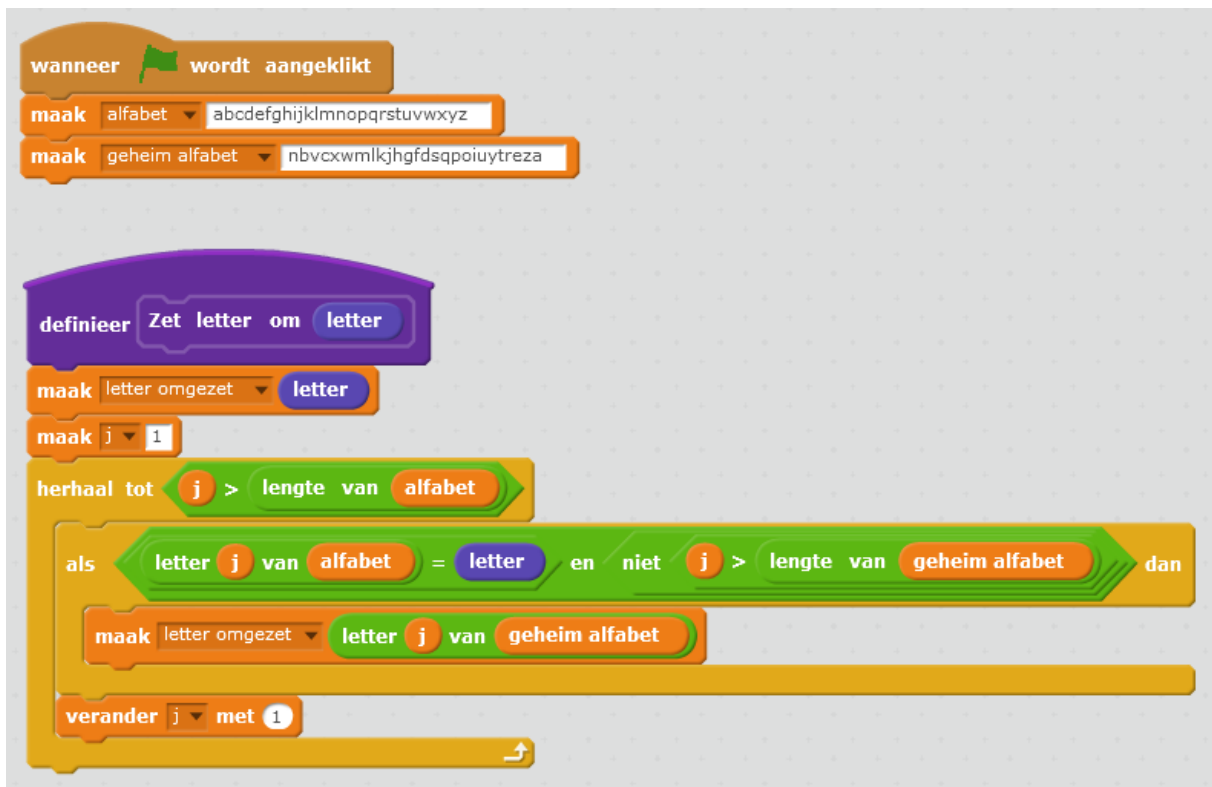 wanneer wordt aangeklikt
maak alfabet abcdefghijklmnopqrstuvwxyz
maak geheim alfabet nbvcxwmlkjhgfdsqpoiuytreza
definieer Zet letter om letter
maak letter omgezet letter
maak j 1
herhaal tot j > lengte van alfabet
als letter j van alfabet = letter en niet j > lengte van geheim alfabet dan
maak letter omgezet letter j van geheim alfabet
verander j met 1